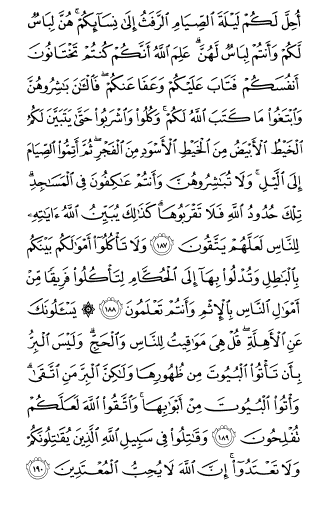 أُحِلَّ لَكُمْ لَيْلَةَ ٱلصِّيَامِ ٱلرَّفَثُ إِلَىٰ نِسَآئِكُمْ ۚ هُنَّ لِبَاسٌ
لَّكُمْ وَأَنتُمْ لِبَاسٌ لَّهُنَّ ۗ عَلِمَ ٱللَّهُ أَنَّكُمْ كُنتُمْ تَخْتَانُونَ
أَنفُسَكُمْ فَتَابَ عَلَيْكُمْ وَعَفَا عَنكُمْ ۖ فَٱلْـَٰٔنَ بَـٰشِرُوهُنَّ
وَٱبْتَغُوا۟ مَا كَتَبَ ٱللَّهُ لَكُمْ ۚ وَكُلُوا۟ وَٱشْرَبُوا۟ حَتَّىٰ يَتَبَيَّنَ لَكُمُ
ٱلْخَيْطُ ٱلْأَبْيَضُ مِنَ ٱلْخَيْطِ ٱلْأَسْوَدِ مِنَ ٱلْفَجْرِ ۖ ثُمَّ أَتِمُّوا۟ ٱلصِّيَامَ
إِلَى ٱلَّيْلِ ۚ وَلَا تُبَـٰشِرُوهُنَّ وَأَنتُمْ عَـٰكِفُونَ فِى ٱلْمَسَـٰجِدِ ۗ
تِلْكَ حُدُودُ ٱللَّهِ فَلَا تَقْرَبُوهَا ۗ كَذَٰلِكَ يُبَيِّنُ ٱللَّهُ ءَايَـٰتِهِۦ
لِلنَّاسِ لَعَلَّهُمْ يَتَّقُونَ ١٨٧ وَلَا تَأْكُلُوٓا۟ أَمْوَٰلَكُم بَيْنَكُم
بِٱلْبَـٰطِلِ وَتُدْلُوا۟ بِهَآ إِلَى ٱلْحُكَّامِ لِتَأْكُلُوا۟ فَرِيقًا مِّنْ
أَمْوَٰلِ ٱلنَّاسِ بِٱلْإِثْمِ وَأَنتُمْ تَعْلَمُونَ ١٨٨ ۞ يَسْـَٔلُونَكَ
عَنِ ٱلْأَهِلَّةِ ۖ قُلْ هِىَ مَوَٰقِيتُ لِلنَّاسِ وَٱلْحَجِّ ۗ وَلَيْسَ ٱلْبِرُّ
بِأَن تَأْتُوا۟ ٱلْبُيُوتَ مِن ظُهُورِهَا وَلَـٰكِنَّ ٱلْبِرَّ مَنِ ٱتَّقَىٰ ۗ
وَأْتُوا۟ ٱلْبُيُوتَ مِنْ أَبْوَٰبِهَا ۚ وَٱتَّقُوا۟ ٱللَّهَ لَعَلَّكُمْ
تُفْلِحُونَ ١٨٩ وَقَـٰتِلُوا۟ فِى سَبِيلِ ٱللَّهِ ٱلَّذِينَ يُقَـٰتِلُونَكُمْ
وَلَا تَعْتَدُوٓا۟ ۚ إِنَّ ٱللَّهَ لَا يُحِبُّ ٱلْمُعْتَدِينَ ١٩٠